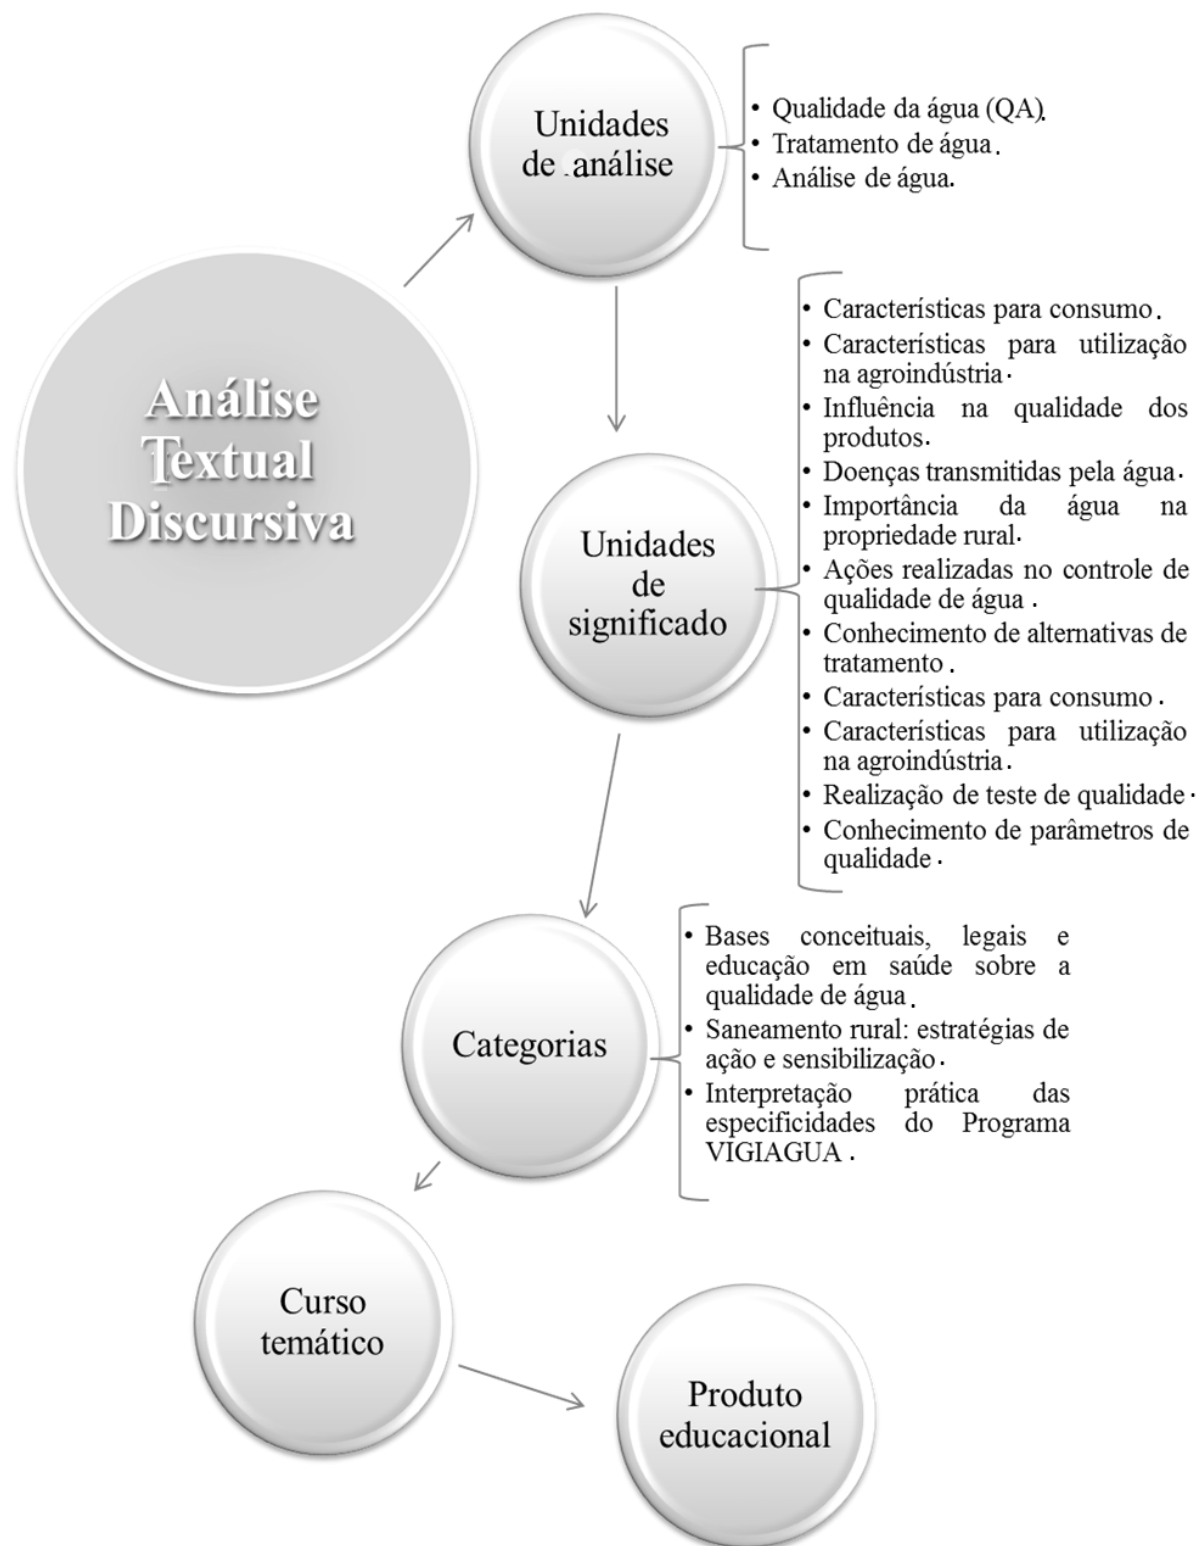 Unidades
de .análise
• Qualidade da água (QA).
• Tratamento de água.
• Análise de água.
Análise
Textual
Discursiva
Unidades
de
significado
• Características para consumo.
• Características para utilização
na agroindústria.
• Influência na qualidade dos
produtos.
• Doenças transmitidas pela água.
• Importância da água na
propriedade rural.
• Ações realizadas no controle de
qualidade de água .
• Conhecimento de alternativas de
tratamento .
• Características para consumo .
• Características para utilização
na agroindústria.
• Realização de teste de qualidade.
• Conhecimento de parâmetros de
qualidade .
Categorias
• Bases conceituais, legais e
educação em saúde sobre a
qualidade de água .
• Saneamento rural: estratégias de
ação e sensibilização.
• Interpretação prática das
especificidades do Programa
VIGIAGUA .
Curso
temático
Produto
educacional